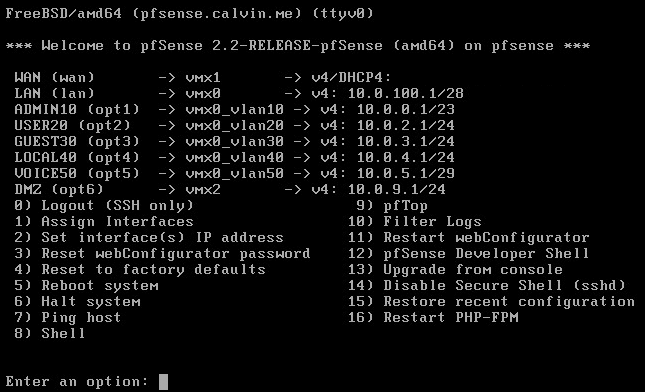 FreeBSD/amd64 (pfsense.calvin.me) (ttyv0)
*** Welcome to pfSense 2.2-RELEASE-pfSense (amd64) on pfsense ***
WAN (wan) -> vmx1 -> v4/DHCP4:
LAN (lan) -> vmx0 -> v4: 10.0.100.1/28
ADMIN10 (opt1) -> vmx0_vlan10 -> v4: 10.0.0.1/23
USER20 (opt2) -> vmx0_vlan20 -> v4: 10.0.2.1/24
GUEST30 (opt3) -> vmx0_vlan30 -> v4: 10.0.3.1/24
LOCAL40 (opt4) -> vmx0_vlan40 -> v4: 10.0.4.1/24
VOICE50 (opt5) -> vmx0_vlan50 -> v4: 10.0.5.1/29
DMZ (opt6) -> vmx2 -> v4: 10.0.9.1/24
0) Logout (SSH only) 9) pfTop
1) Assign Interfaces 10) Filter Logs
2) Set interface(s) IP address 11) Restart webConfigurator
3) Reset webConfigurator password 12) pfSense Developer Shell
4) Reset to factory defaults 13) Upgrade from console
5) Reboot system 14) Disable Secure Shell (sshd)
6) Halt system 15) Restore recent configuration
7) Ping host 16) Restart PHP-FPM
8) Shell
Enter an option: